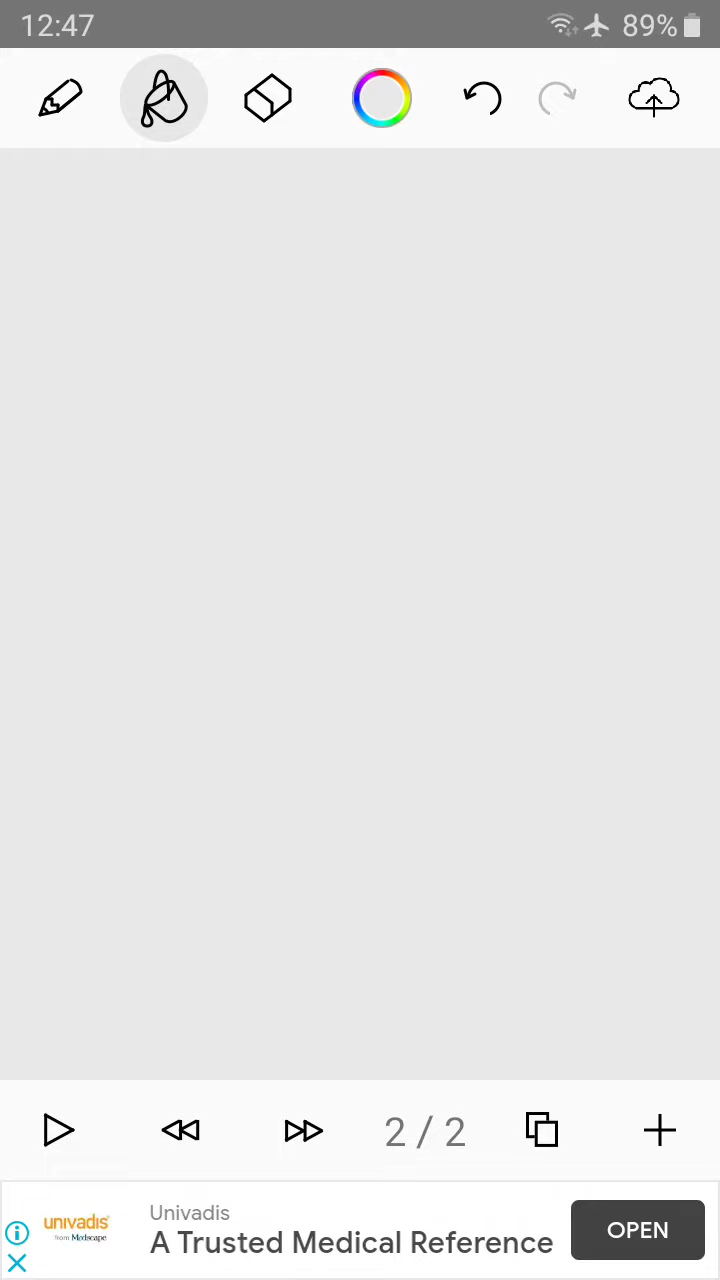 12:47
89%
2 / 2
univadis
from Medscape
Univadis
A Trusted Medical Reference
OPEN